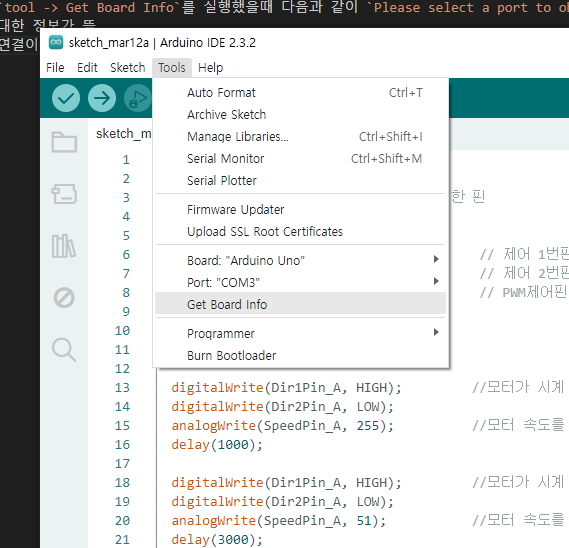 `tool -> Get Board Info`를 실행했을때 다음과 같이 `Please select a port to ob
대한 정보가 뜸
연결이
sketch_mar12a | Arduino IDE 2.3.2
File Edit Sketch Tools Help
Auto Format Ctrl+T
Archive Sketch
Manage Libraries... Ctrl+Shift+I
Serial Monitor Ctrl+Shift+M
Serial Plotter
Firmware Updater
Upload SSL Root Certificates
Board: "Arduino Uno"
Port: "COM3"
Get Board Info
Programmer
Burn Bootloader
sketch_m
1
2
3 한 핀
4
5
6 // 제어 1번핀
7 // 제어 2번핀
8 // PWM제어핀
9
10
11
12
13 digitalWrite(Dir1Pin_A, HIGH); //모터가 시계
14 digitalWrite(Dir2Pin_A, LOW);
15 analogWrite(SpeedPin_A, 255); //모터 속도를
16 delay(1000);
17
18 digitalWrite(Dir1Pin_A, HIGH); //모터가 시계
19 digitalWrite(Dir2Pin_A, LOW);
20 analogWrite(SpeedPin_A, 51); //모터 속도를
21 delay(3000);